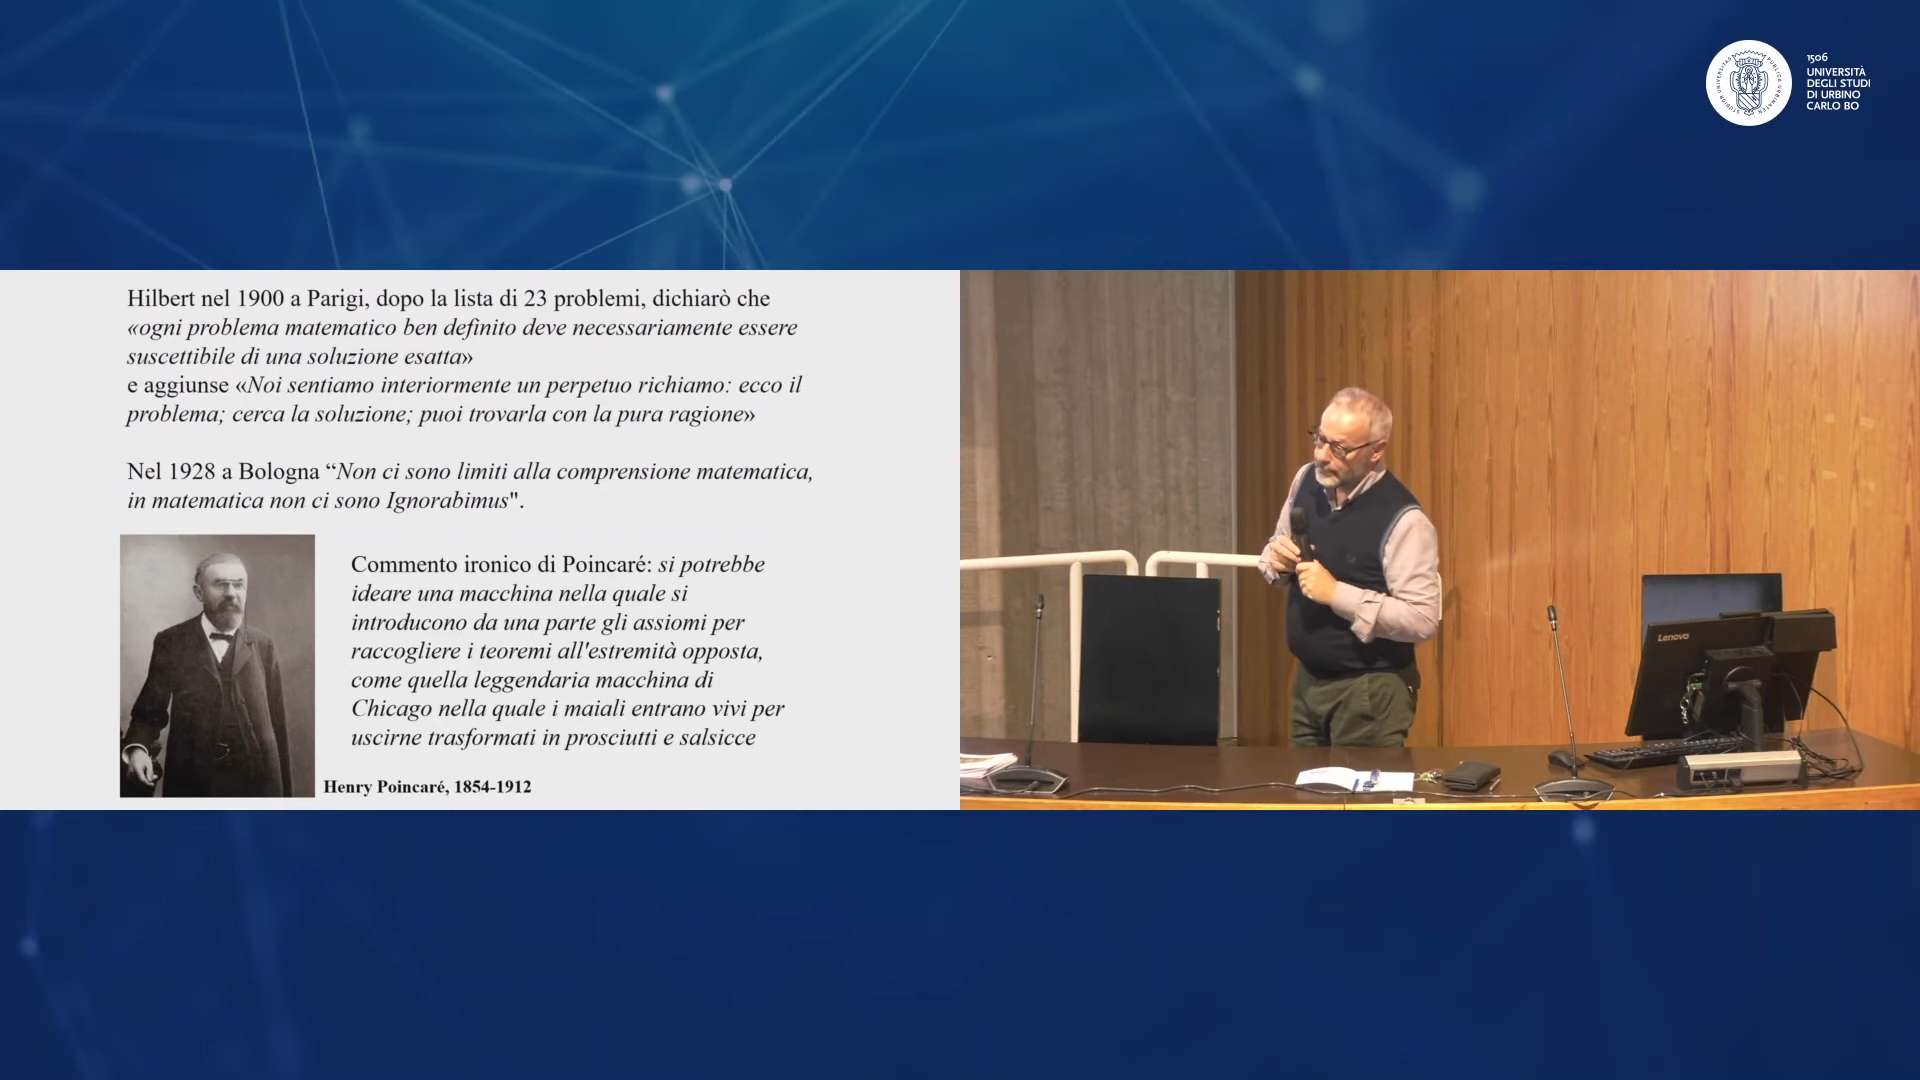 1506
UNIVERSITÀ
DEGLI STUDI
DI URBINO
CARLO BO
Hilbert nel 1900 a Parigi, dopo la lista di 23 problemi, dichiarò che
«ogni problema matematico ben definito deve necessariamente essere
suscettibile di una soluzione esatta»
e aggiunse «Noi sentiamo interiormente un perpetuo richiamo: ecco il
problema; cerca la soluzione; puoi trovarla con la pura ragione»
Nel 1928 a Bologna “Non ci sono limiti alla comprensione matematica,
in matematica non ci sono Ignorabimus".
Commento ironico di Poincaré: si potrebbe
ideare una macchina nella quale si
introducono da una parte gli assiomi per
raccogliere i teoremi all'estremità opposta,
come quella leggendaria macchina di
Chicago nella quale i maiali entrano vivi per
uscirne trasformati in prosciutti e salsicce
Henry Poincaré, 1854-1912
Lenovo